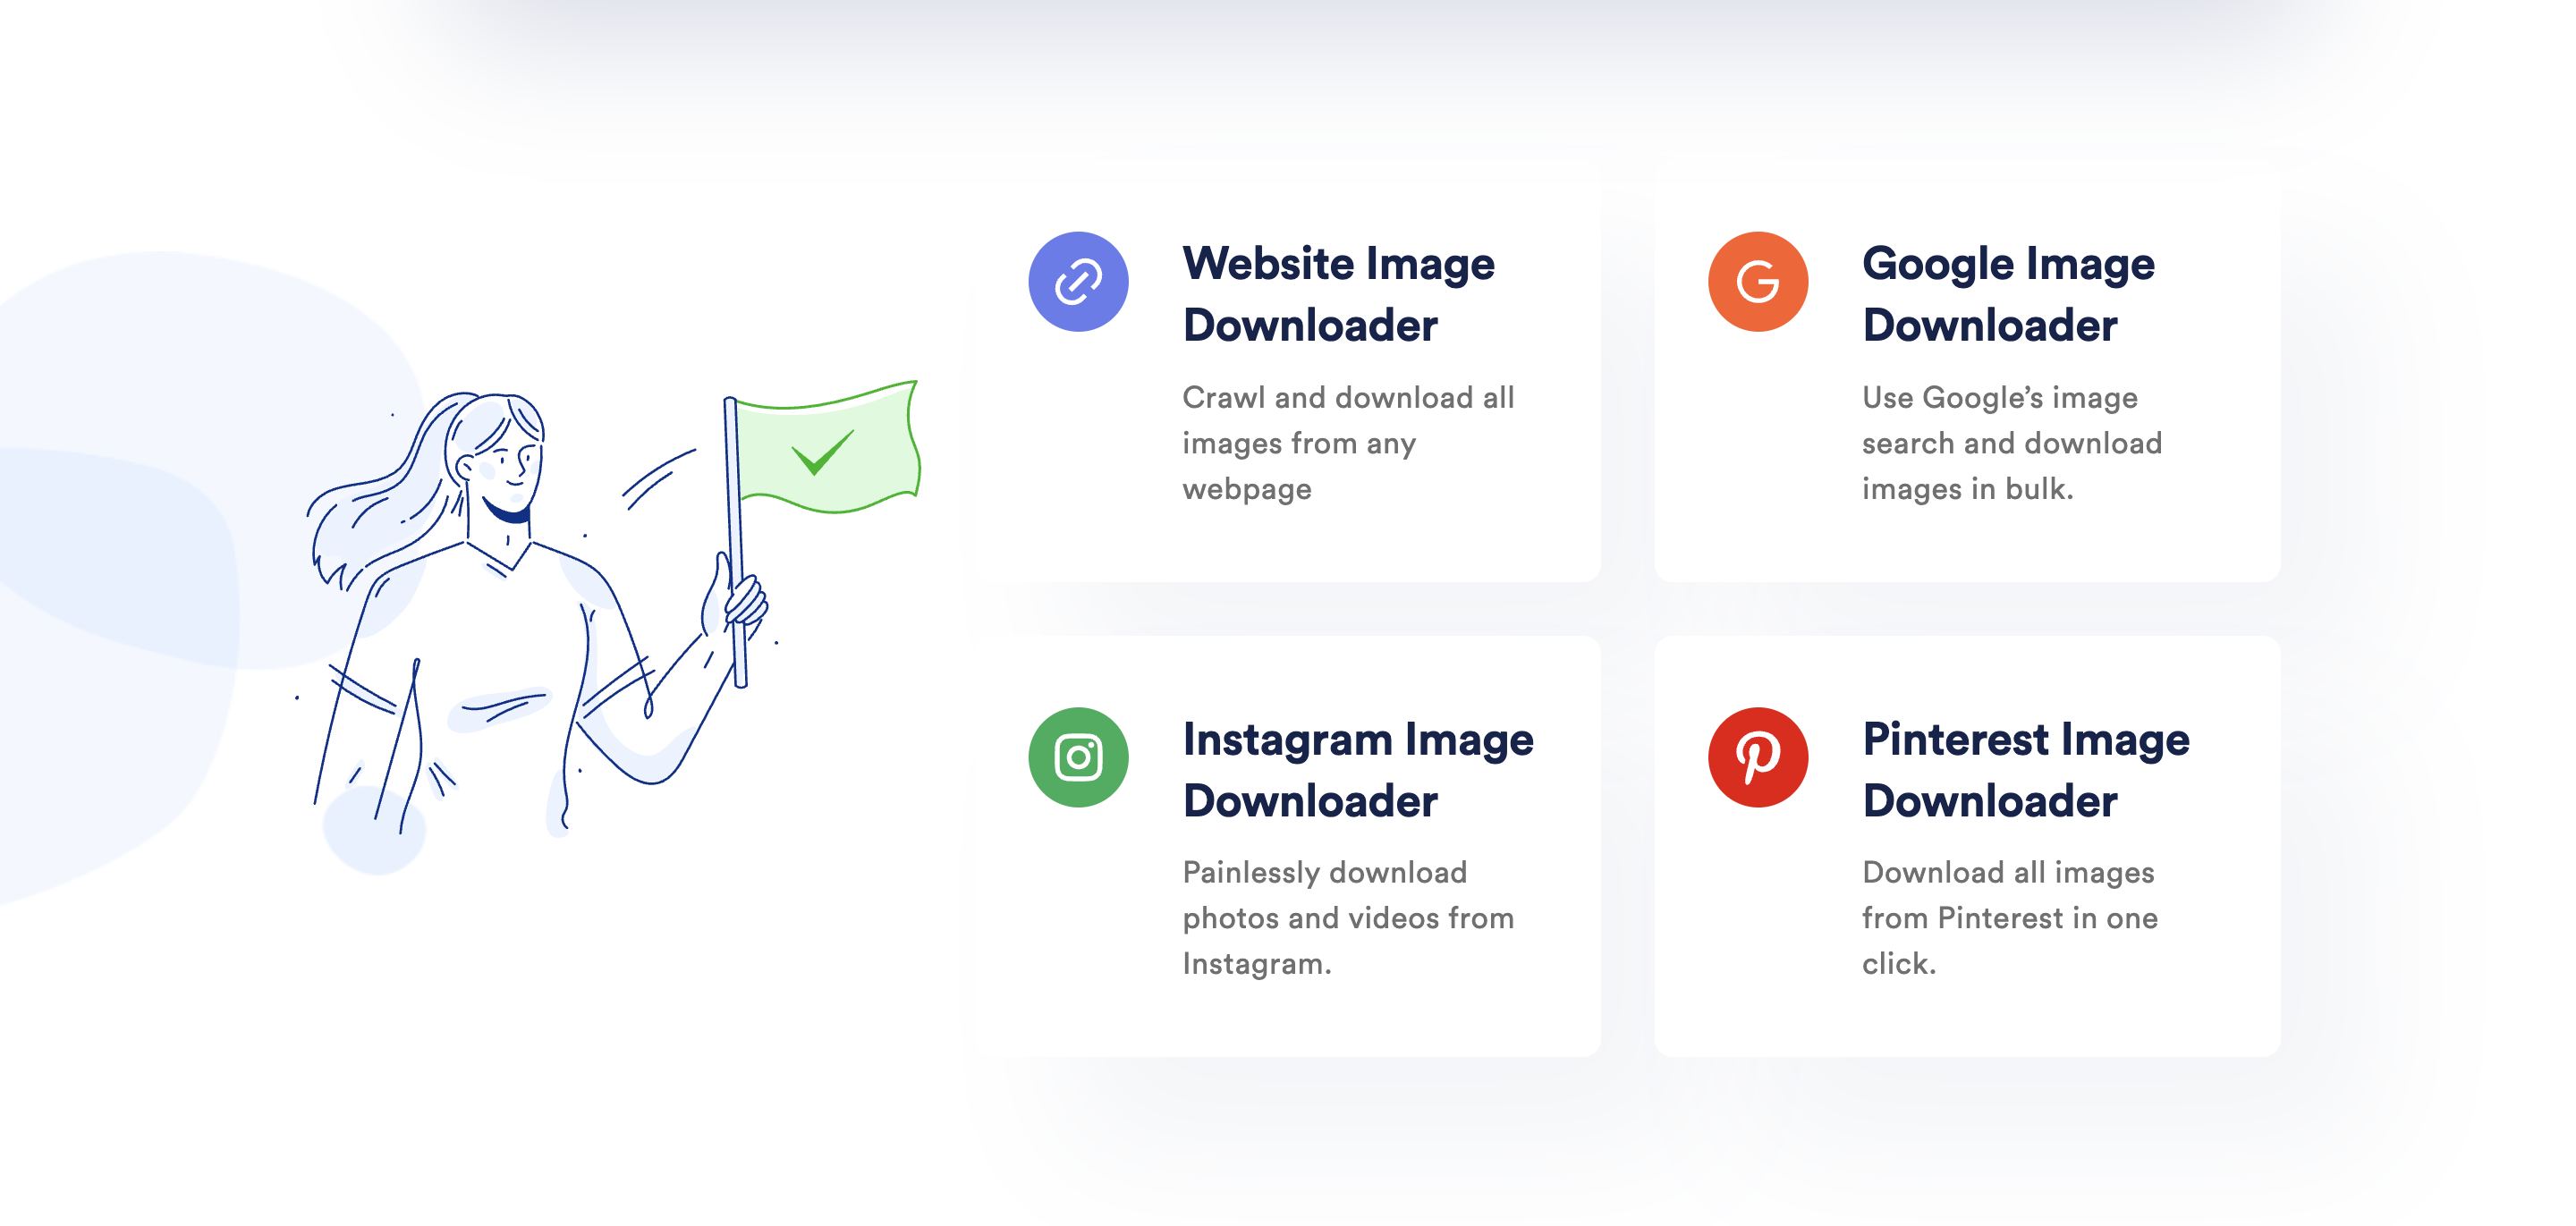 Website Image
Downloader
Crawl and download all
images from any
webpage
Google Image
Downloader
Use Google’s image
search and download
images in bulk.
Instagram Image
Downloader
Painlessly download
photos and videos from
Instagram.
Pinterest Image
Downloader
Download all images
from Pinterest in one
click.